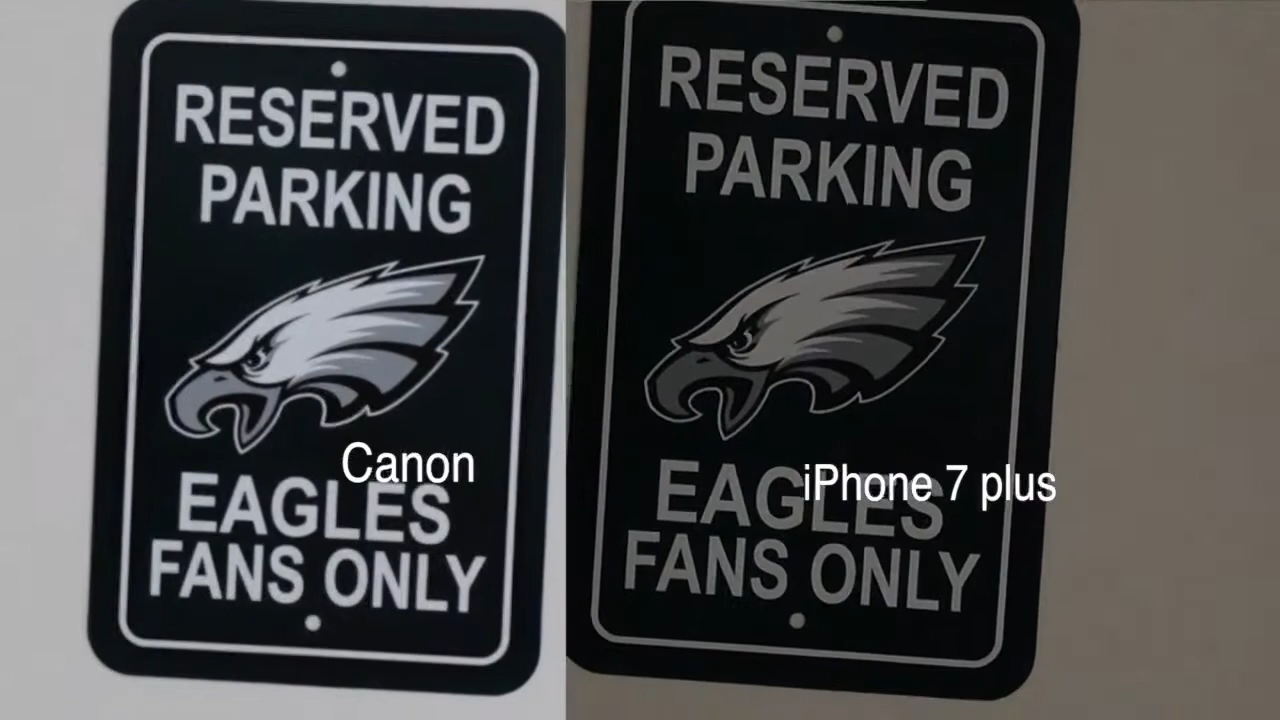 RESERVED
PARKING
Canon
EAGLES
FANS ONLY
RESERVED
PARKING
iPhone 7 plus
EAGLES
FANS ONLY